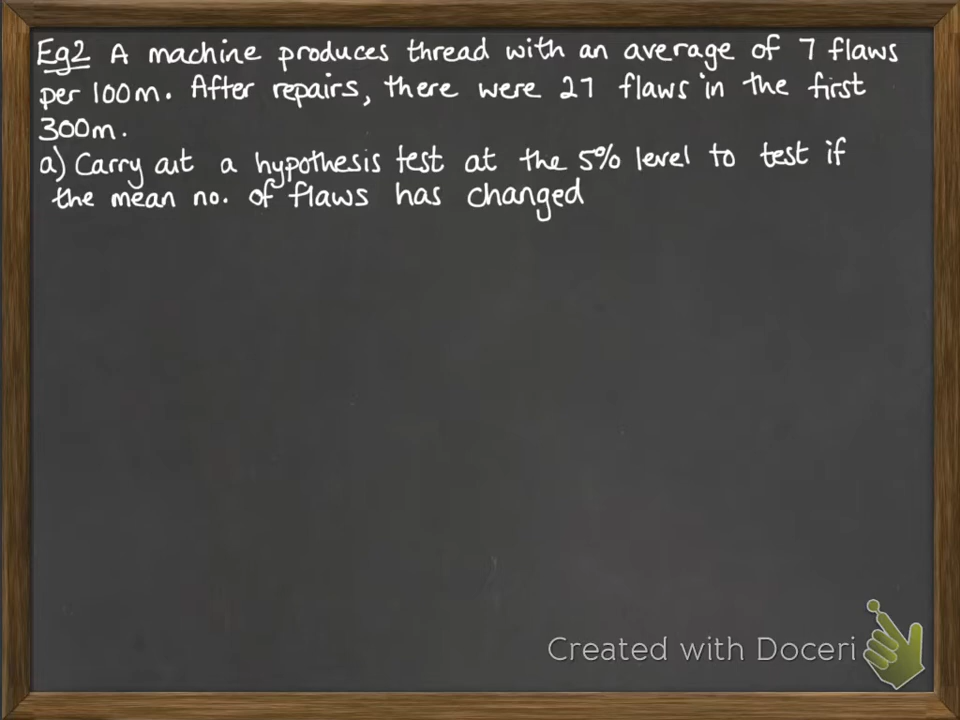 Eg2 A machine produces thread with an average of 7 flaws
per 100m. After repairs, there were 27 flaws in the first
300m.
a) Carry out a hypothesis test at the 5% level to test if
the mean no. of flaws has changed
Created with Doceri